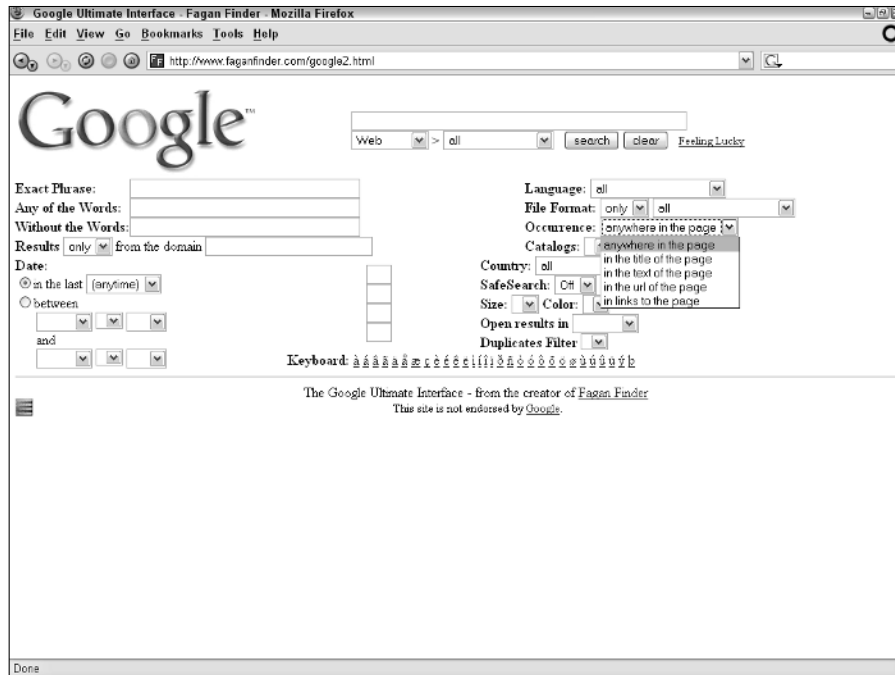 Google Ultimate Interface - Fagan Finder - Mozilla Firefox
File Edit View Go Bookmarks Tools Help
http://www.faganfinder.com/google2.html
Google™
Web > all search clear Feeling Lucky
Exact Phrase:
Any of the Words:
Without the Words:
Results only from the domain
Date:
in the last (anytime)
between
and
Language: all
File Format: only all
Occurrence: anywhere in the page
anywhere in the page
in the title of the page
in the text of the page
in the url of the page
in links to the page
Catalogs:
Country: all
SafeSearch: Off
Size: Color:
Open results in
Duplicates Filter
Keyboard:
The Google Ultimate Interface - from the creator of Fagan Finder
This site is not endorsed by Google.
Done